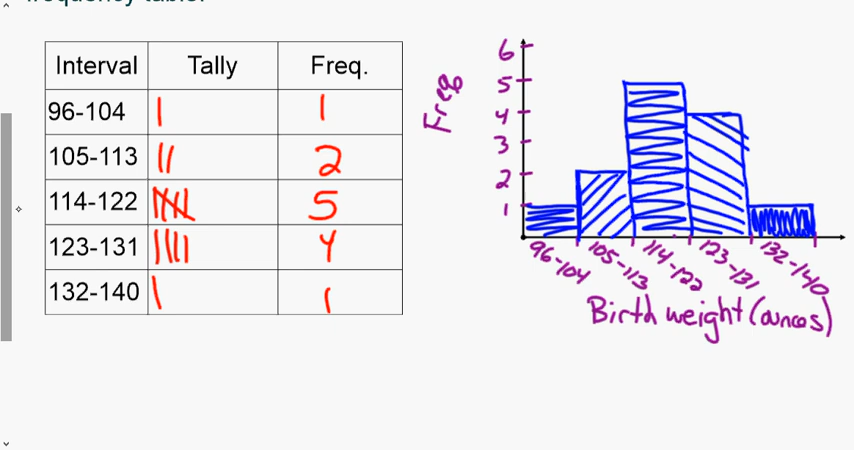 frequency table.
Interval Tally Freq.
96-104 | 1
105-113 || 2
114-122 𝍸 5
123-131 |||| 4
132-140 | 1
Freq
6
5
4
3
2
1
96-104 105-113 114-122 123-131 132-140
Birth weight (ounces)